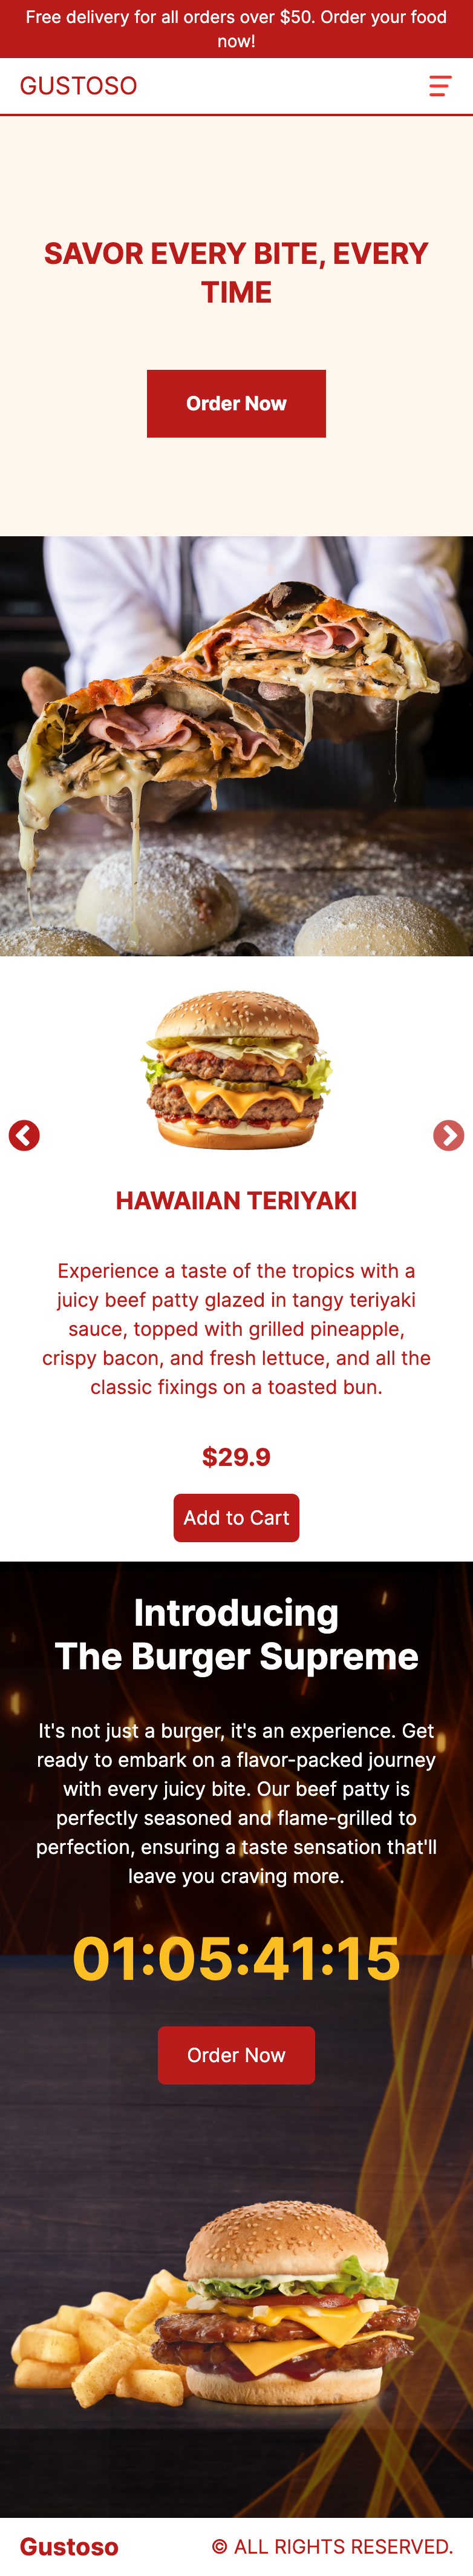 Free delivery for all orders over $50. Order your food
now!
GUSTOSO
SAVOR EVERY BITE, EVERY
TIME
Order Now
HAWAIIAN TERIYAKI
Experience a taste of the tropics with a
juicy beef patty glazed in tangy teriyaki
sauce, topped with grilled pineapple,
crispy bacon, and fresh lettuce, and all the
classic fixings on a toasted bun.
$29.9
Add to Cart
Introducing
The Burger Supreme
It's not just a burger, it's an experience. Get
ready to embark on a flavor-packed journey
with every juicy bite. Our beef patty is
perfectly seasoned and flame-grilled to
perfection, ensuring a taste sensation that'll
leave you craving more.
01:05:41:15
Order Now
Gustoso
© ALL RIGHTS RESERVED.